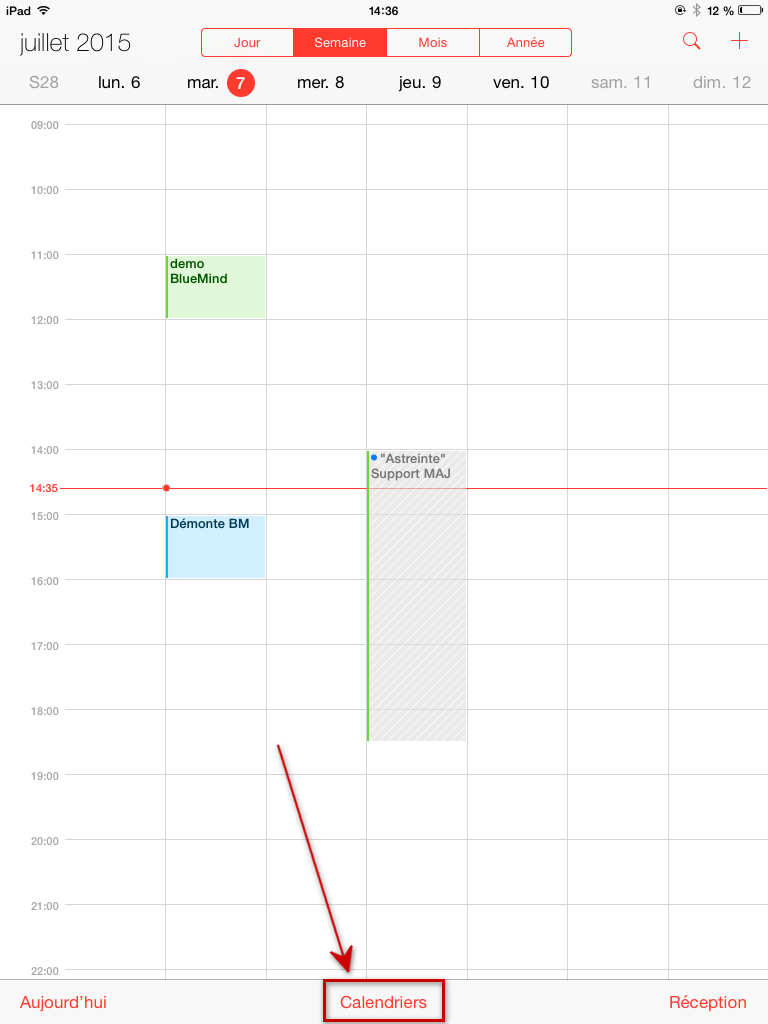 iPad 14:36 12 %
juillet 2015 Jour Semaine Mois Année
S28 lun. 6 mar. 7 mer. 8 jeu. 9 ven. 10 sam. 11 dim. 12
09:00
10:00
11:00
demo
BlueMind
12:00
13:00
14:00
"Astreinte"
Support MAJ
14:35
15:00
Démonte BM
16:00
17:00
18:00
19:00
20:00
21:00
22:00
Aujourd'hui Calendriers Réception